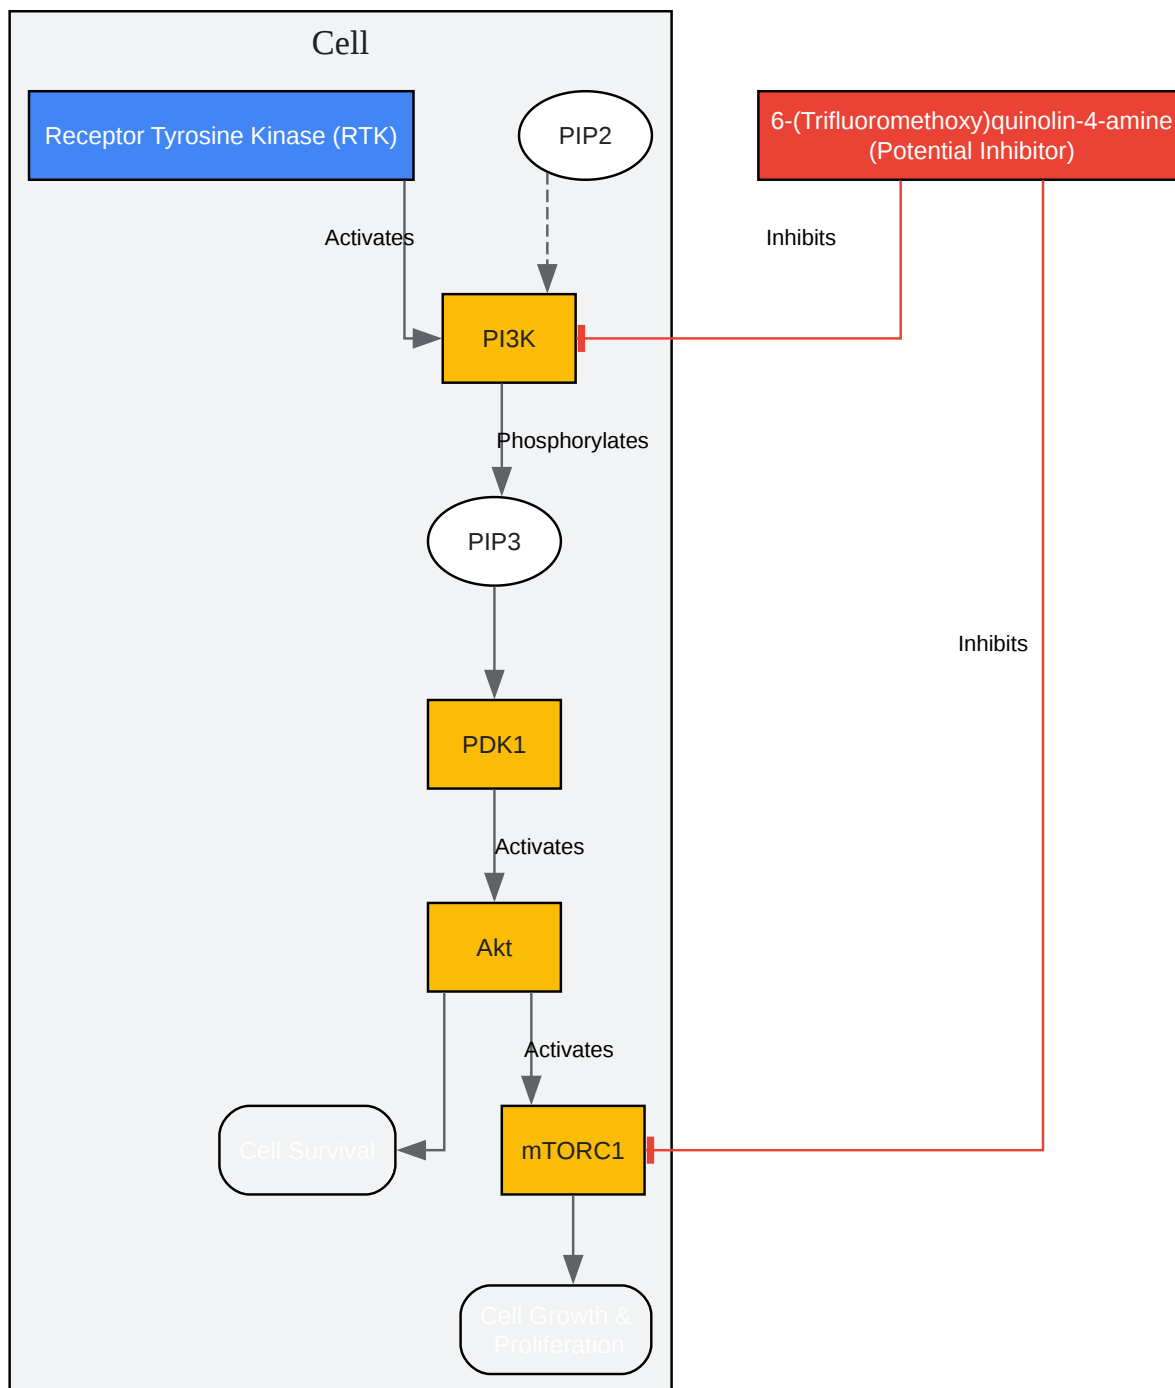 Cell
Receptor Tyrosine Kinase (RTK)
PIP2
6-(Trifluoromethoxy)quinolin-4-amine
(Potential Inhibitor)
Activates
Inhibits
PI3K
Phosphorylates
PIP3
Inhibits
PDK1
Activates
Akt
Activates
Cell Survival
mTORC1
Cell Growth &
Proliferation